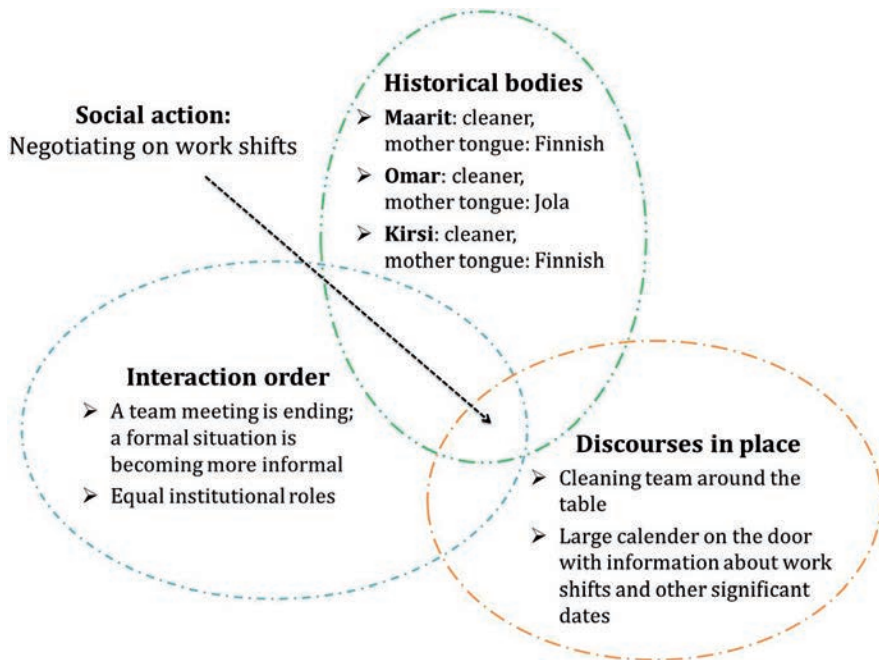 Social action:
Negotiating on work shifts
Historical bodies
➢ Maarit: cleaner,
mother tongue: Finnish
➢ Omar: cleaner,
mother tongue: Jola
➢ Kirsi: cleaner,
mother tongue: Finnish
Interaction order
➢ A team meeting is ending;
a formal situation is
becoming more informal
➢ Equal institutional roles
Discourses in place
➢ Cleaning team around the
table
➢ Large calender on the door
with information about work
shifts and other significant
dates